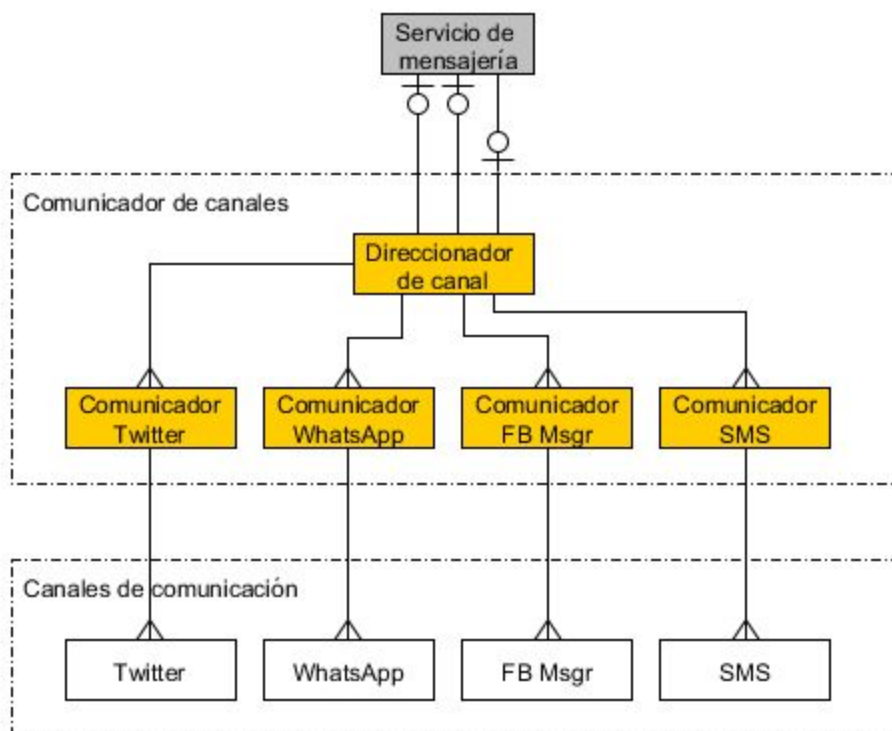 Servicio de
mensajería
Comunicador de canales
Direccionador
de canal
Comunicador
Twitter
Comunicador
WhatsApp
Comunicador
FB Msgr
Comunicador
SMS
Canales de comunicación
Twitter
WhatsApp
FB Msgr
SMS